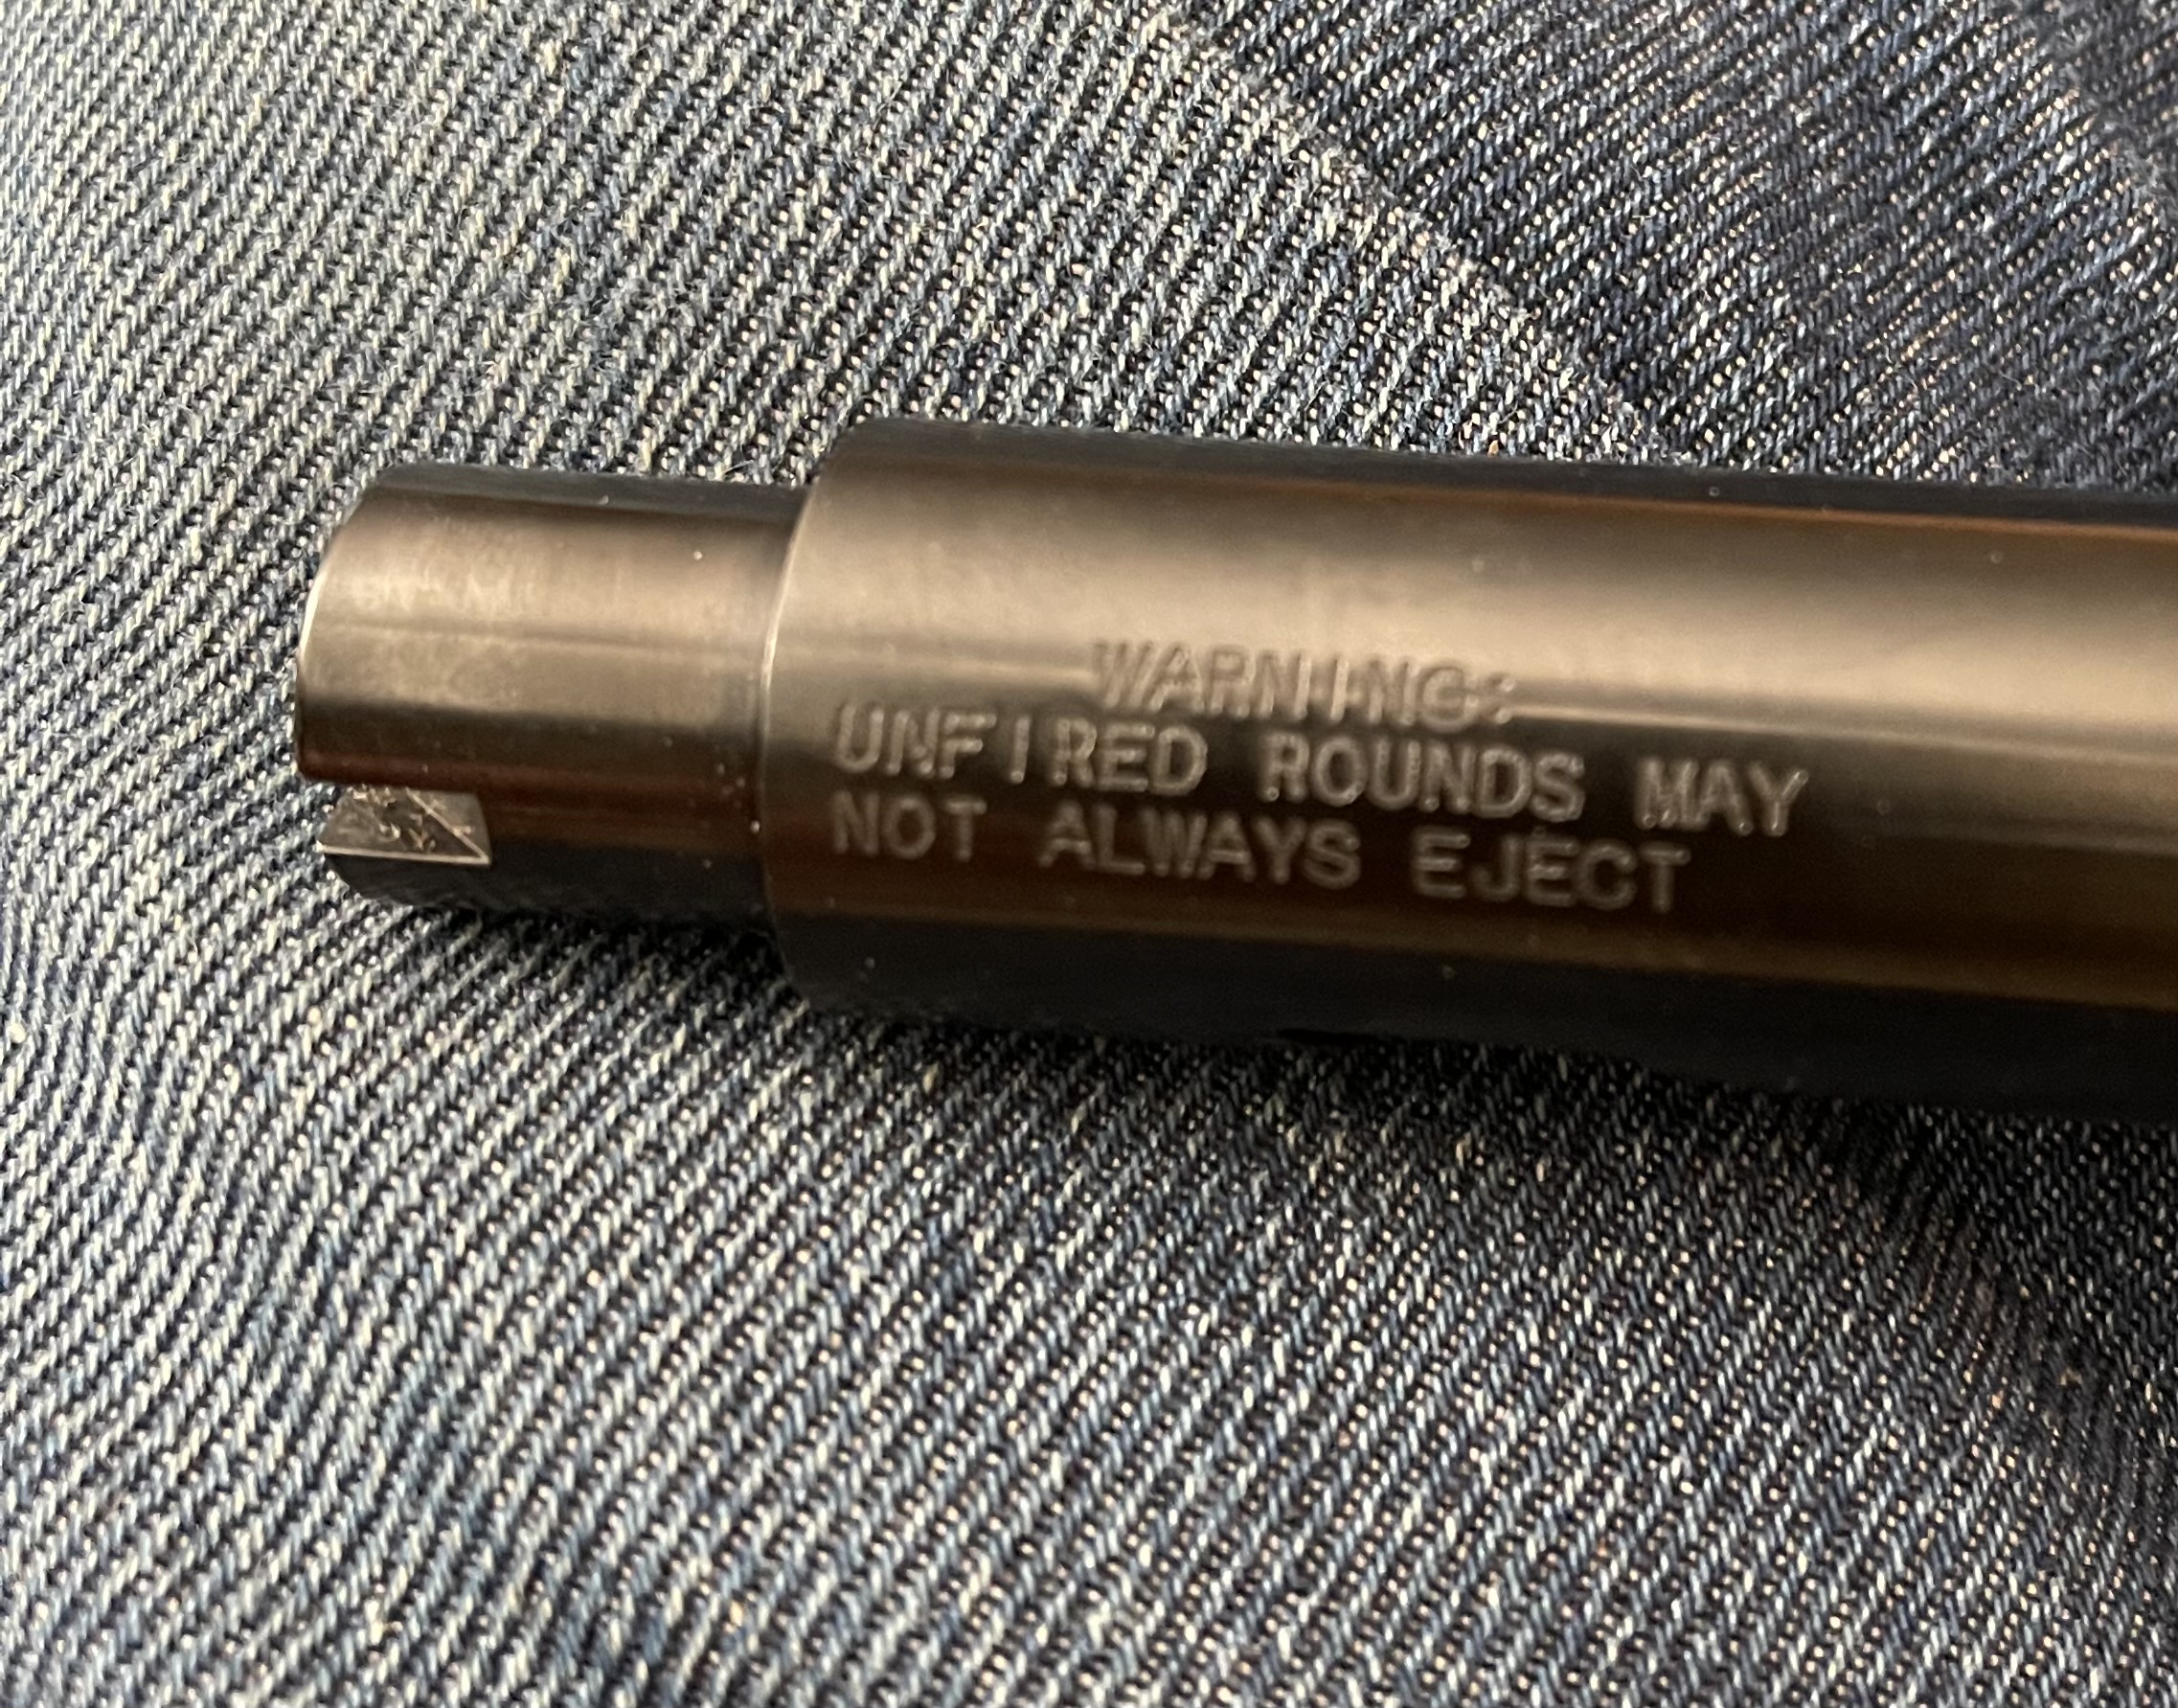 WARNING:
UNFIRED ROUNDS MAY
NOT ALWAYS EJECT